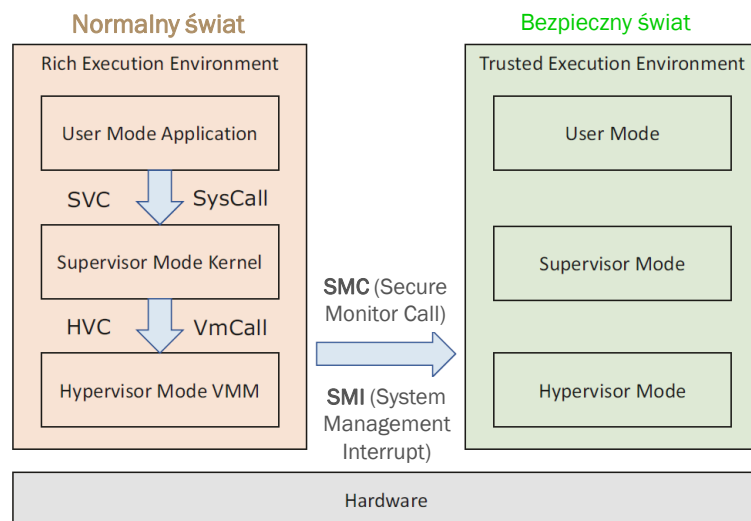 Normalny świat
Rich Execution Environment
User Mode Application
SVC
SysCall
Supervisor Mode Kernel
HVC
VmCall
Hypervisor Mode VMM
SMC (Secure
Monitor Call)
SMI (System
Management
Interrupt)
Bezpieczny świat
Trusted Execution Environment
User Mode
Supervisor Mode
Hypervisor Mode
Hardware